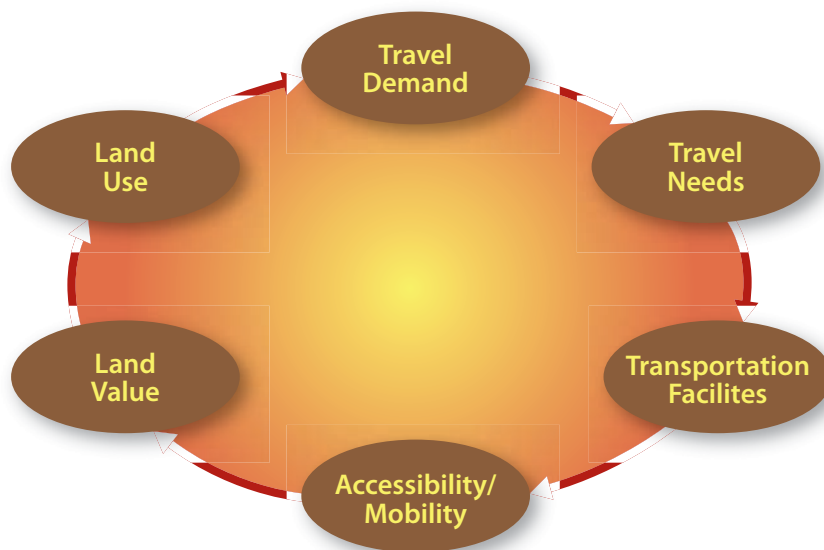 Travel
Demand
Travel
Needs
Transportation
Facilites
Accessibility/
Mobility
Land
Value
Land
Use